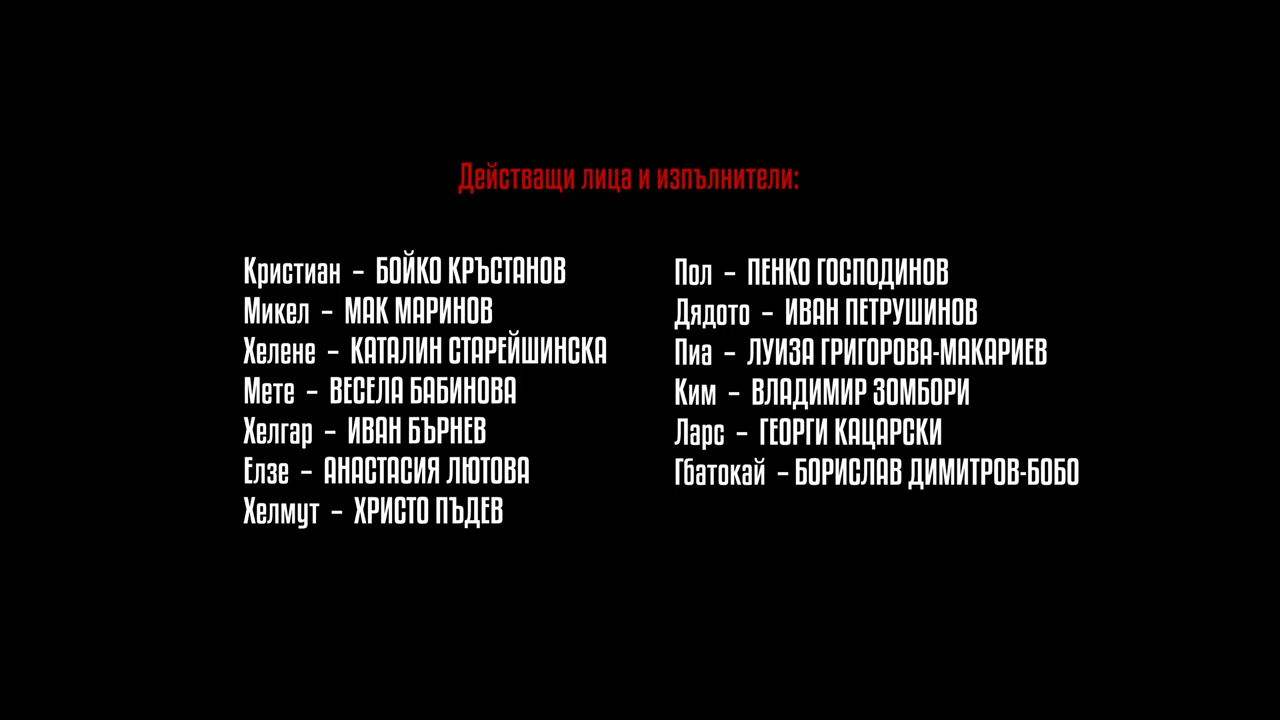 Действащи лица и изпълнители:
Кристиан – БОЙКО КРЪСТАНОВ
Микел – МАК МАРИНОВ
Хелене – КАТАЛИН СТАРЕЙШИНСКА
Мете – ВЕСЕЛА БАБИНОВА
Хелгар – ИВАН БЪРНЕВ
Елзе – АНАСТАСИЯ ЛЮТОВА
Хелмут – ХРИСТО ПЪДЕВ
Пол – ПЕНКО ГОСПОДИНОВ
Дядото – ИВАН ПЕТРУШИНОВ
Пиа – ЛУИЗА ГРИГОРОВА-МАКАРИЕВ
Ким – ВЛАДИМИР ЗОМБОРИ
Ларс – ГЕОРГИ КАЦАРСКИ
Гбатокай – БОРИСЛАВ ДИМИТРОВ-БОБО